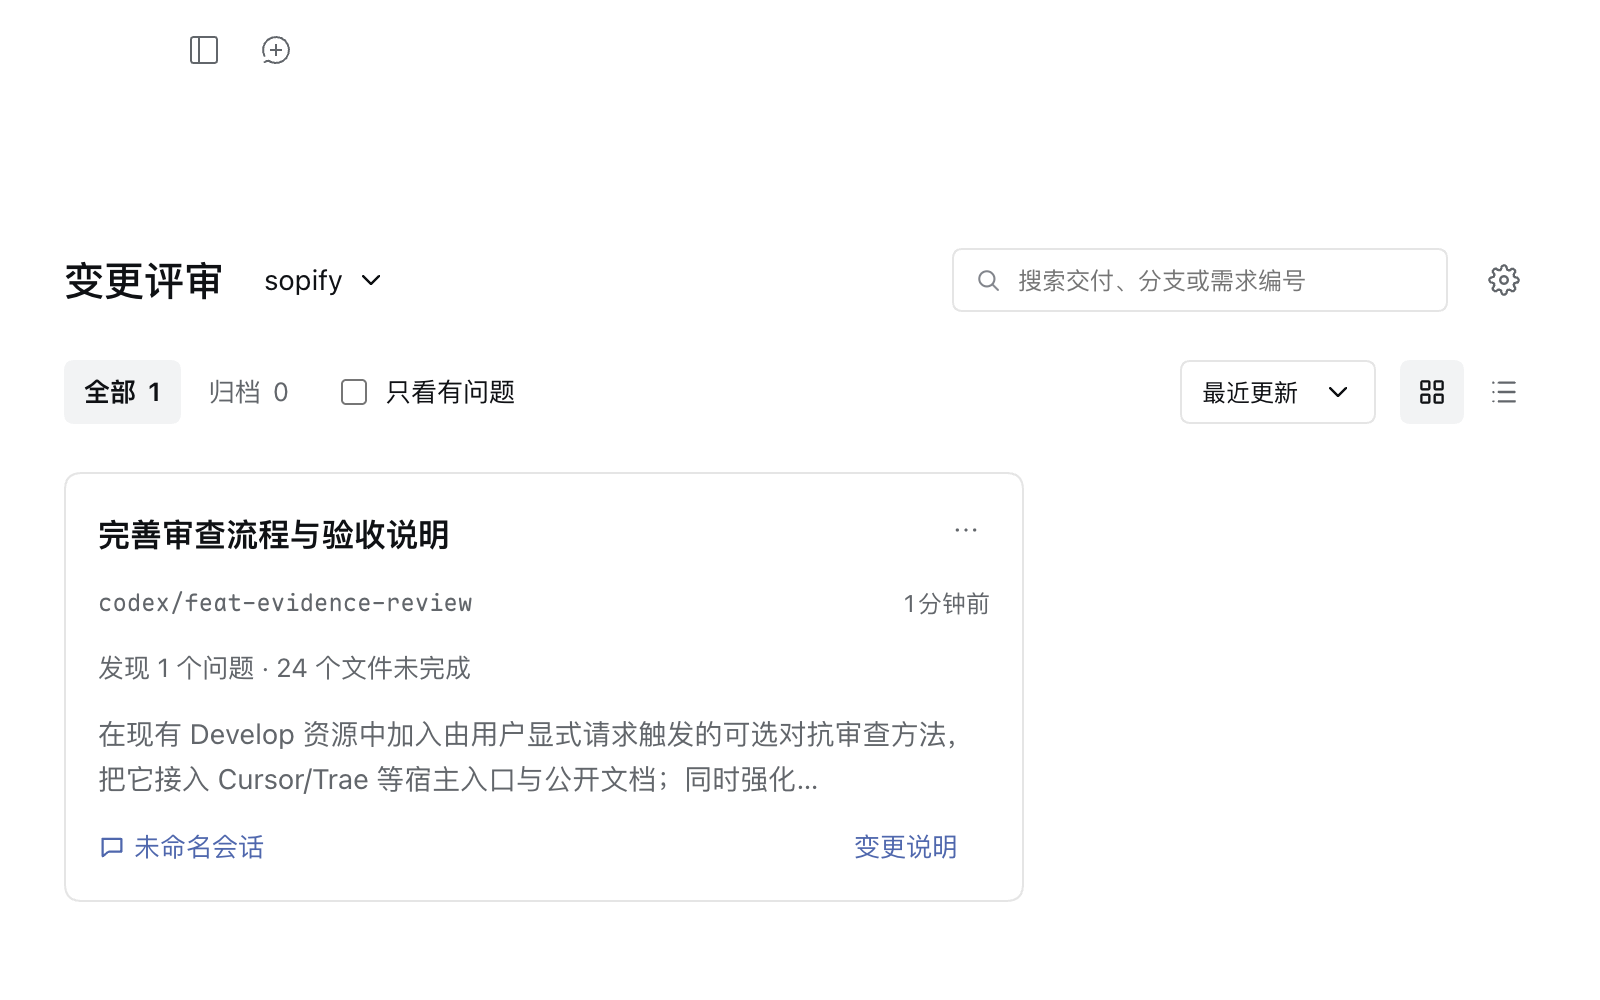 变更评审 sopify 搜索交付、分支或需求编号
全部 1 归档 0 只看有问题 最近更新
完善审查流程与验收说明 ...
codex/feat-evidence-review 1分钟前
发现 1 个问题 · 24 个文件未完成
在现有 Develop 资源中加入由用户显式请求触发的可选对抗审查方法，
把它接入 Cursor/Trae 等宿主入口与公开文档；同时强化...
未命名会话 变更说明